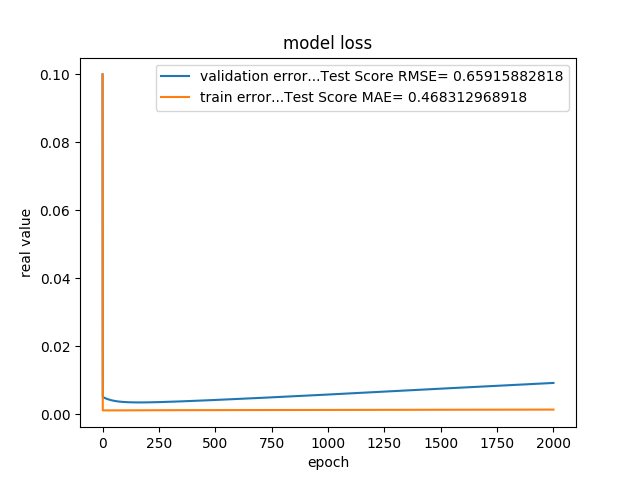 model loss
validation error...Test Score RMSE= 0.65915882818
train error...Test Score MAE= 0.468312968918
real value
0.10
0.08
0.06
0.04
0.02
0.00
0 250 500 750 1000 1250 1500 1750 2000
epoch